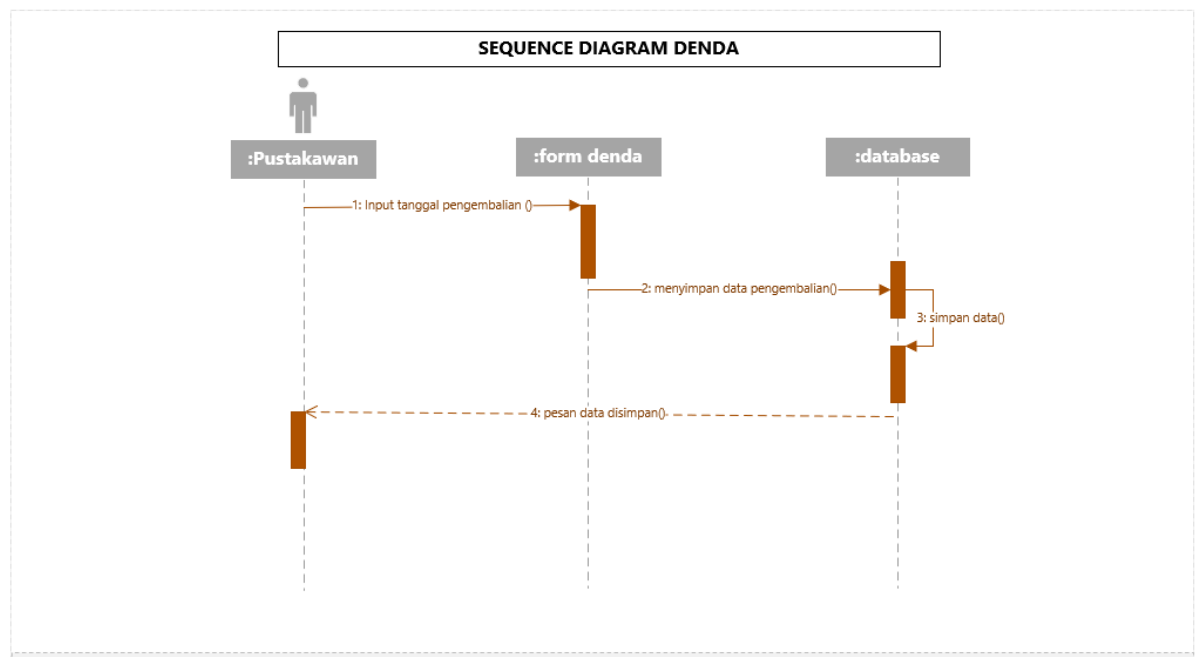 SEQUENCE DIAGRAM DENDA
:Pustakawan
:form denda
:database
1: Input tanggal pengembalian ()
2: menyimpan data pengembalian()
3: simpan data()
4: pesan data disimpan()